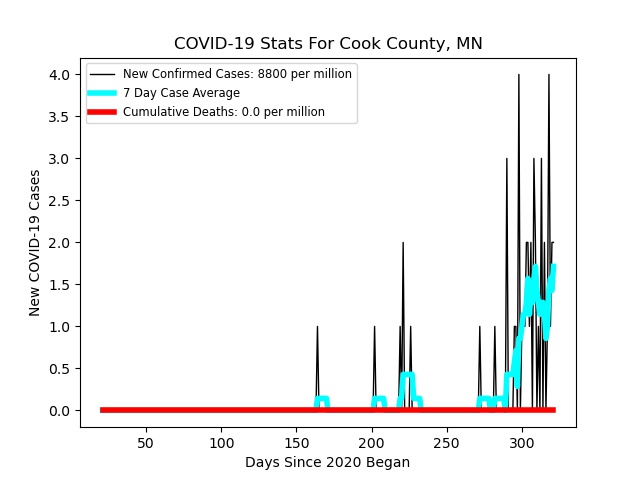 COVID-19 Stats For Cook County, MN
New Confirmed Cases: 8800 per million
7 Day Case Average
Cumulative Deaths: 0.0 per million
New COVID-19 Cases
4.0
3.5
3.0
2.5
2.0
1.5
1.0
0.5
0.0
50 100 150 200 250 300
Days Since 2020 Began